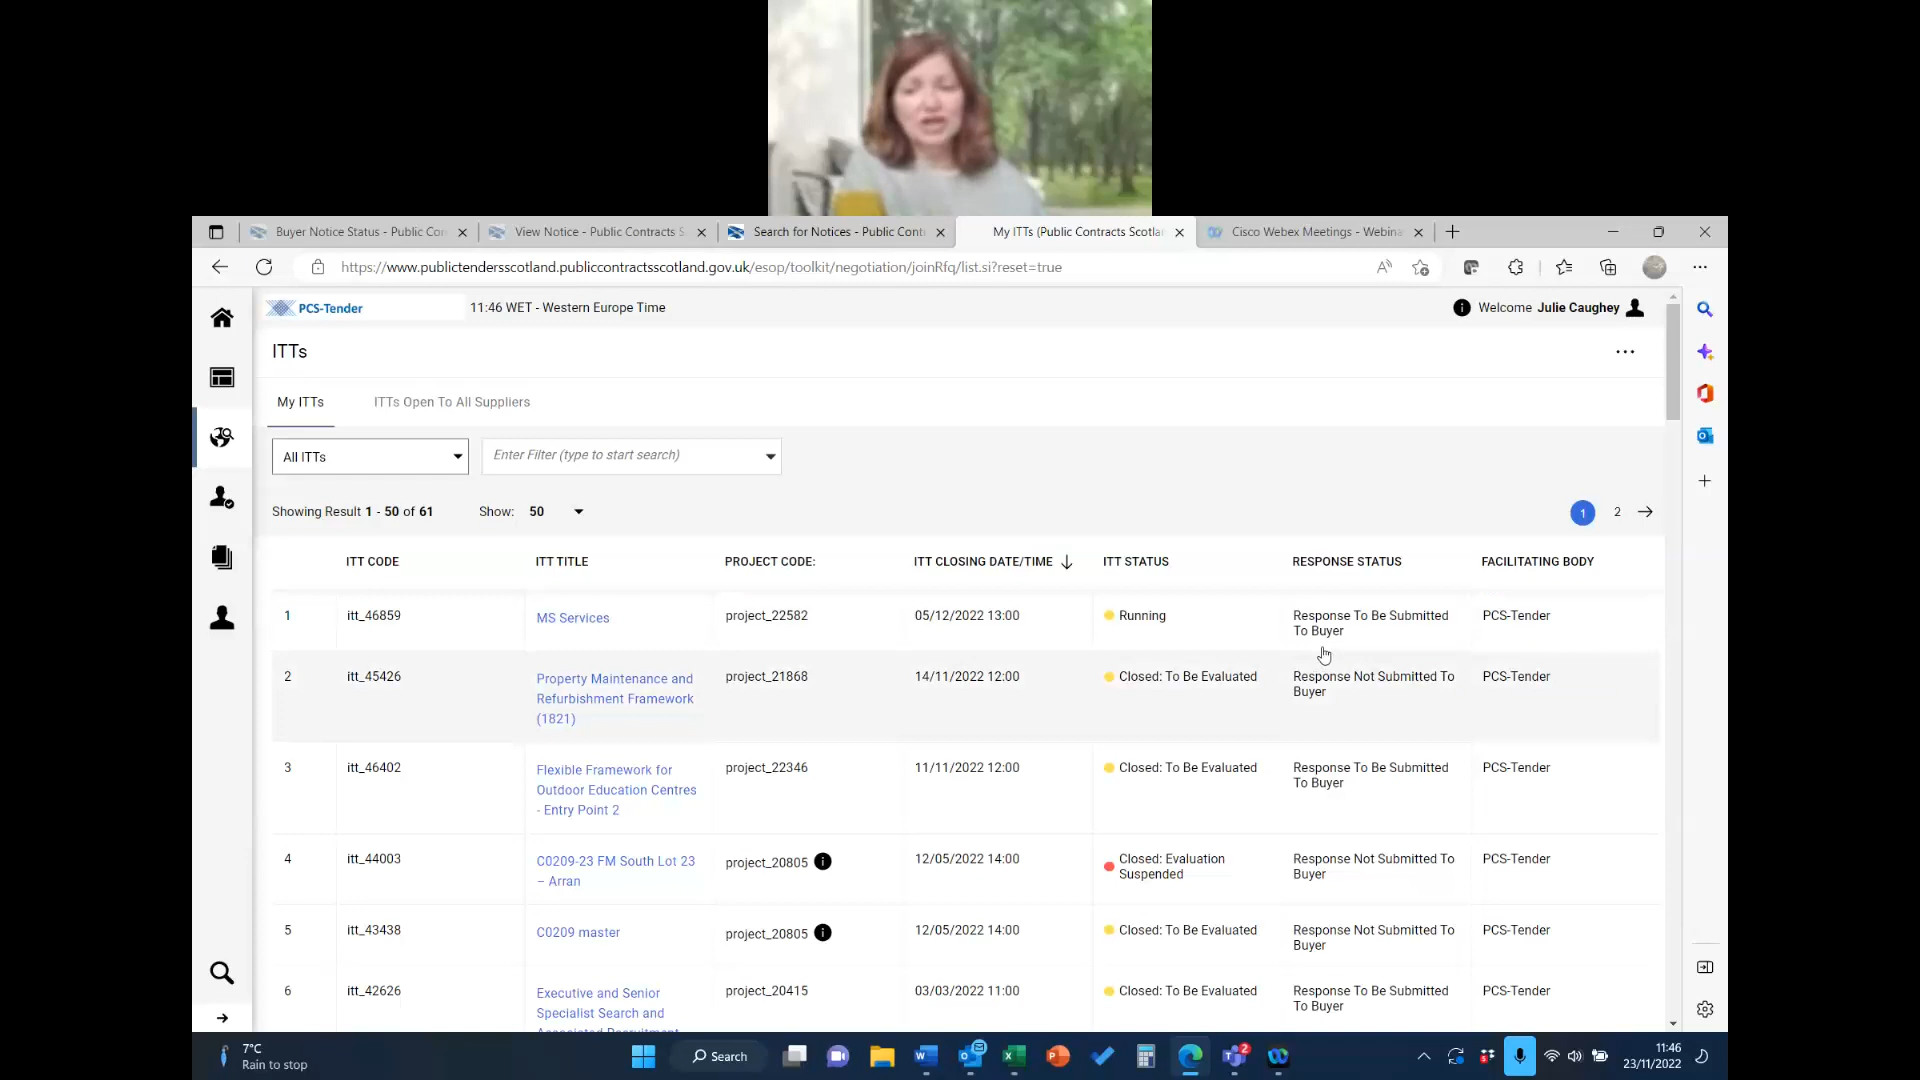 Buyer Notice Status - Public Con
View Notice - Public Contracts S
Search for Notices - Public Cont
My ITTs (Public Contracts Scotla
Cisco Webex Meetings - Webina
https://www.publictendersscotland.publiccontractsscotland.gov.uk/esop/toolkit/negotiation/joinRfq/list.si?reset=true
PCS-Tender
11:46 WET - Western Europe Time
Welcome Julie Caughey
ITTs
My ITTs
ITTs Open To All Suppliers
All ITTs
Enter Filter (type to start search)
Showing Result 1 - 50 of 61
Show: 50
1 2
ITT CODE ITT TITLE PROJECT CODE: ITT CLOSING DATE/TIME ITT STATUS RESPONSE STATUS FACILITATING BODY
1 itt_46859 MS Services project_22582 05/12/2022 13:00 Running Response To Be Submitted PCS-Tender
To Buyer
2 itt_45426 Property Maintenance and project_21868 14/11/2022 12:00 Closed: To Be Evaluated Response Not Submitted To PCS-Tender
Refurbishment Framework Buyer
(1821)
3 itt_46402 Flexible Framework for project_22346 11/11/2022 12:00 Closed: To Be Evaluated Response To Be Submitted PCS-Tender
Outdoor Education Centres To Buyer
- Entry Point 2
4 itt_44003 C0209-23 FM South Lot 23 project_20805 12/05/2022 14:00 Closed: Evaluation Response Not Submitted To PCS-Tender
– Arran Suspended Buyer
5 itt_43438 C0209 master project_20805 12/05/2022 14:00 Closed: To Be Evaluated Response Not Submitted To PCS-Tender
Buyer
6 itt_42626 Executive and Senior project_20415 03/03/2022 11:00 Closed: To Be Evaluated Response To Be Submitted PCS-Tender
Specialist Search and To Buyer
Associated Recruitment
7°C
Rain to stop
Search
2
11:46
23/11/2022